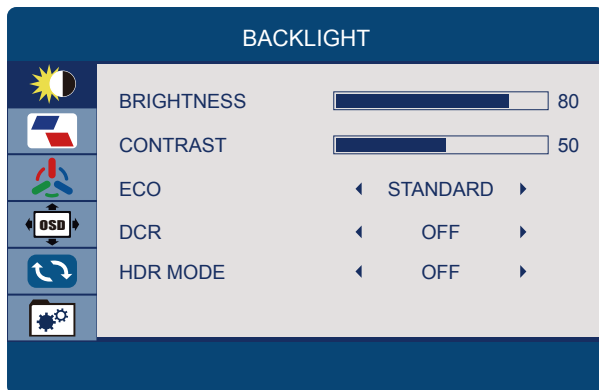 BACKLIGHT
BRIGHTNESS 80
CONTRAST 50
ECO STANDARD
DCR OFF
HDR MODE OFF
OSD